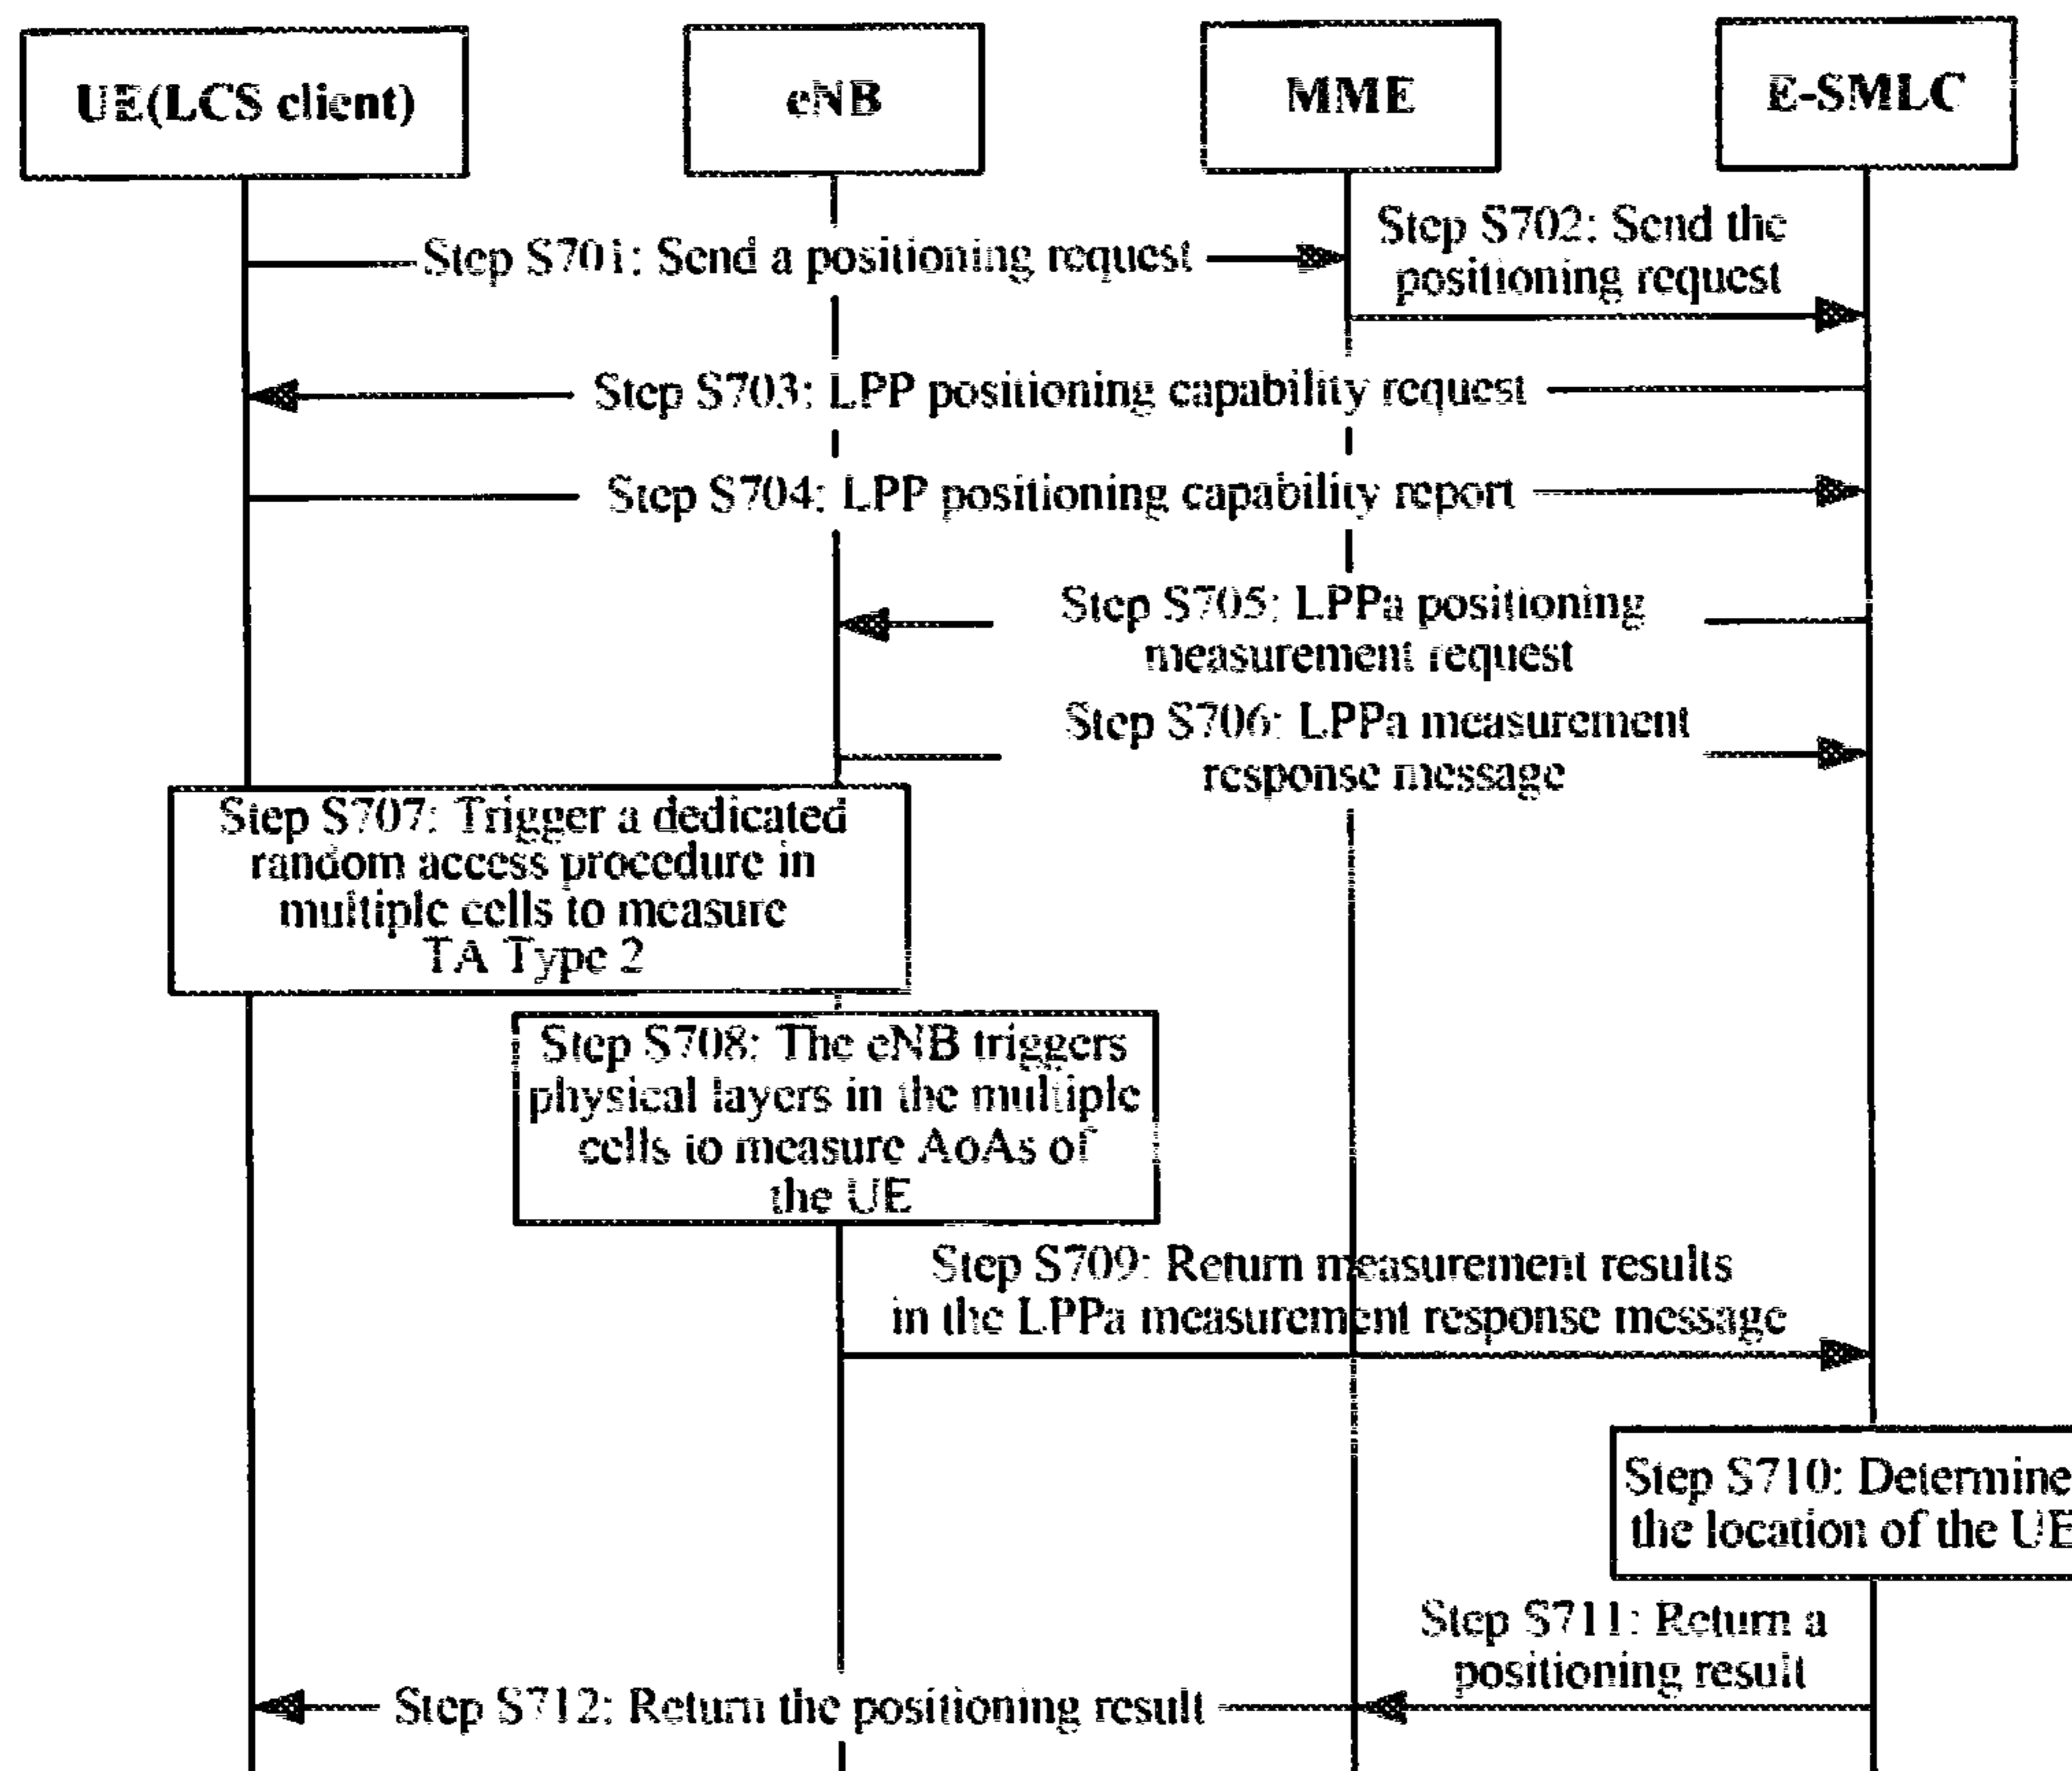 UE(LCS client)
eNB
MME
E-SMLC
Step S701: Send a positioning request
Step S702: Send the
positioning request
Step S703: LPP positioning capability request
Step S704: LPP positioning capability report
Step S705: LPPa positioning
measurement request
Step S706: LPPa measurement
response message
Step S707: Trigger a dedicated
random access procedure in
multiple cells to measure
TA Type 2
Step S708: The eNB triggers
physical layers in the multiple
cells to measure AoAs of
the UE
Step S709: Return measurement results
in the LPPa measurement response message
Step S710: Determine
the location of the UE
Step S711: Return a
positioning result
Step S712: Return the positioning result